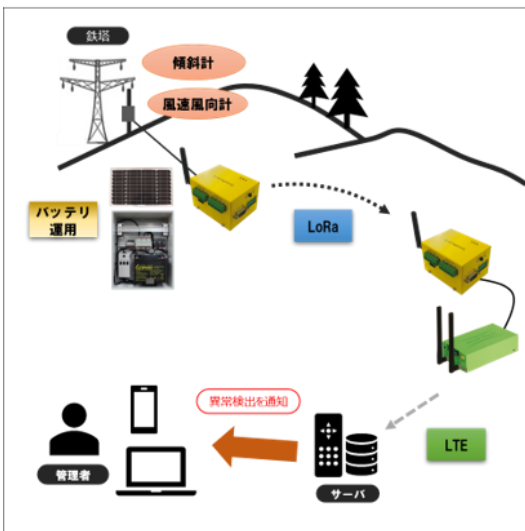 鉄塔
傾斜計
風速風向計
バッテリ
運用
LoRa
異常検出を通知
LTE
管理者
サーバ